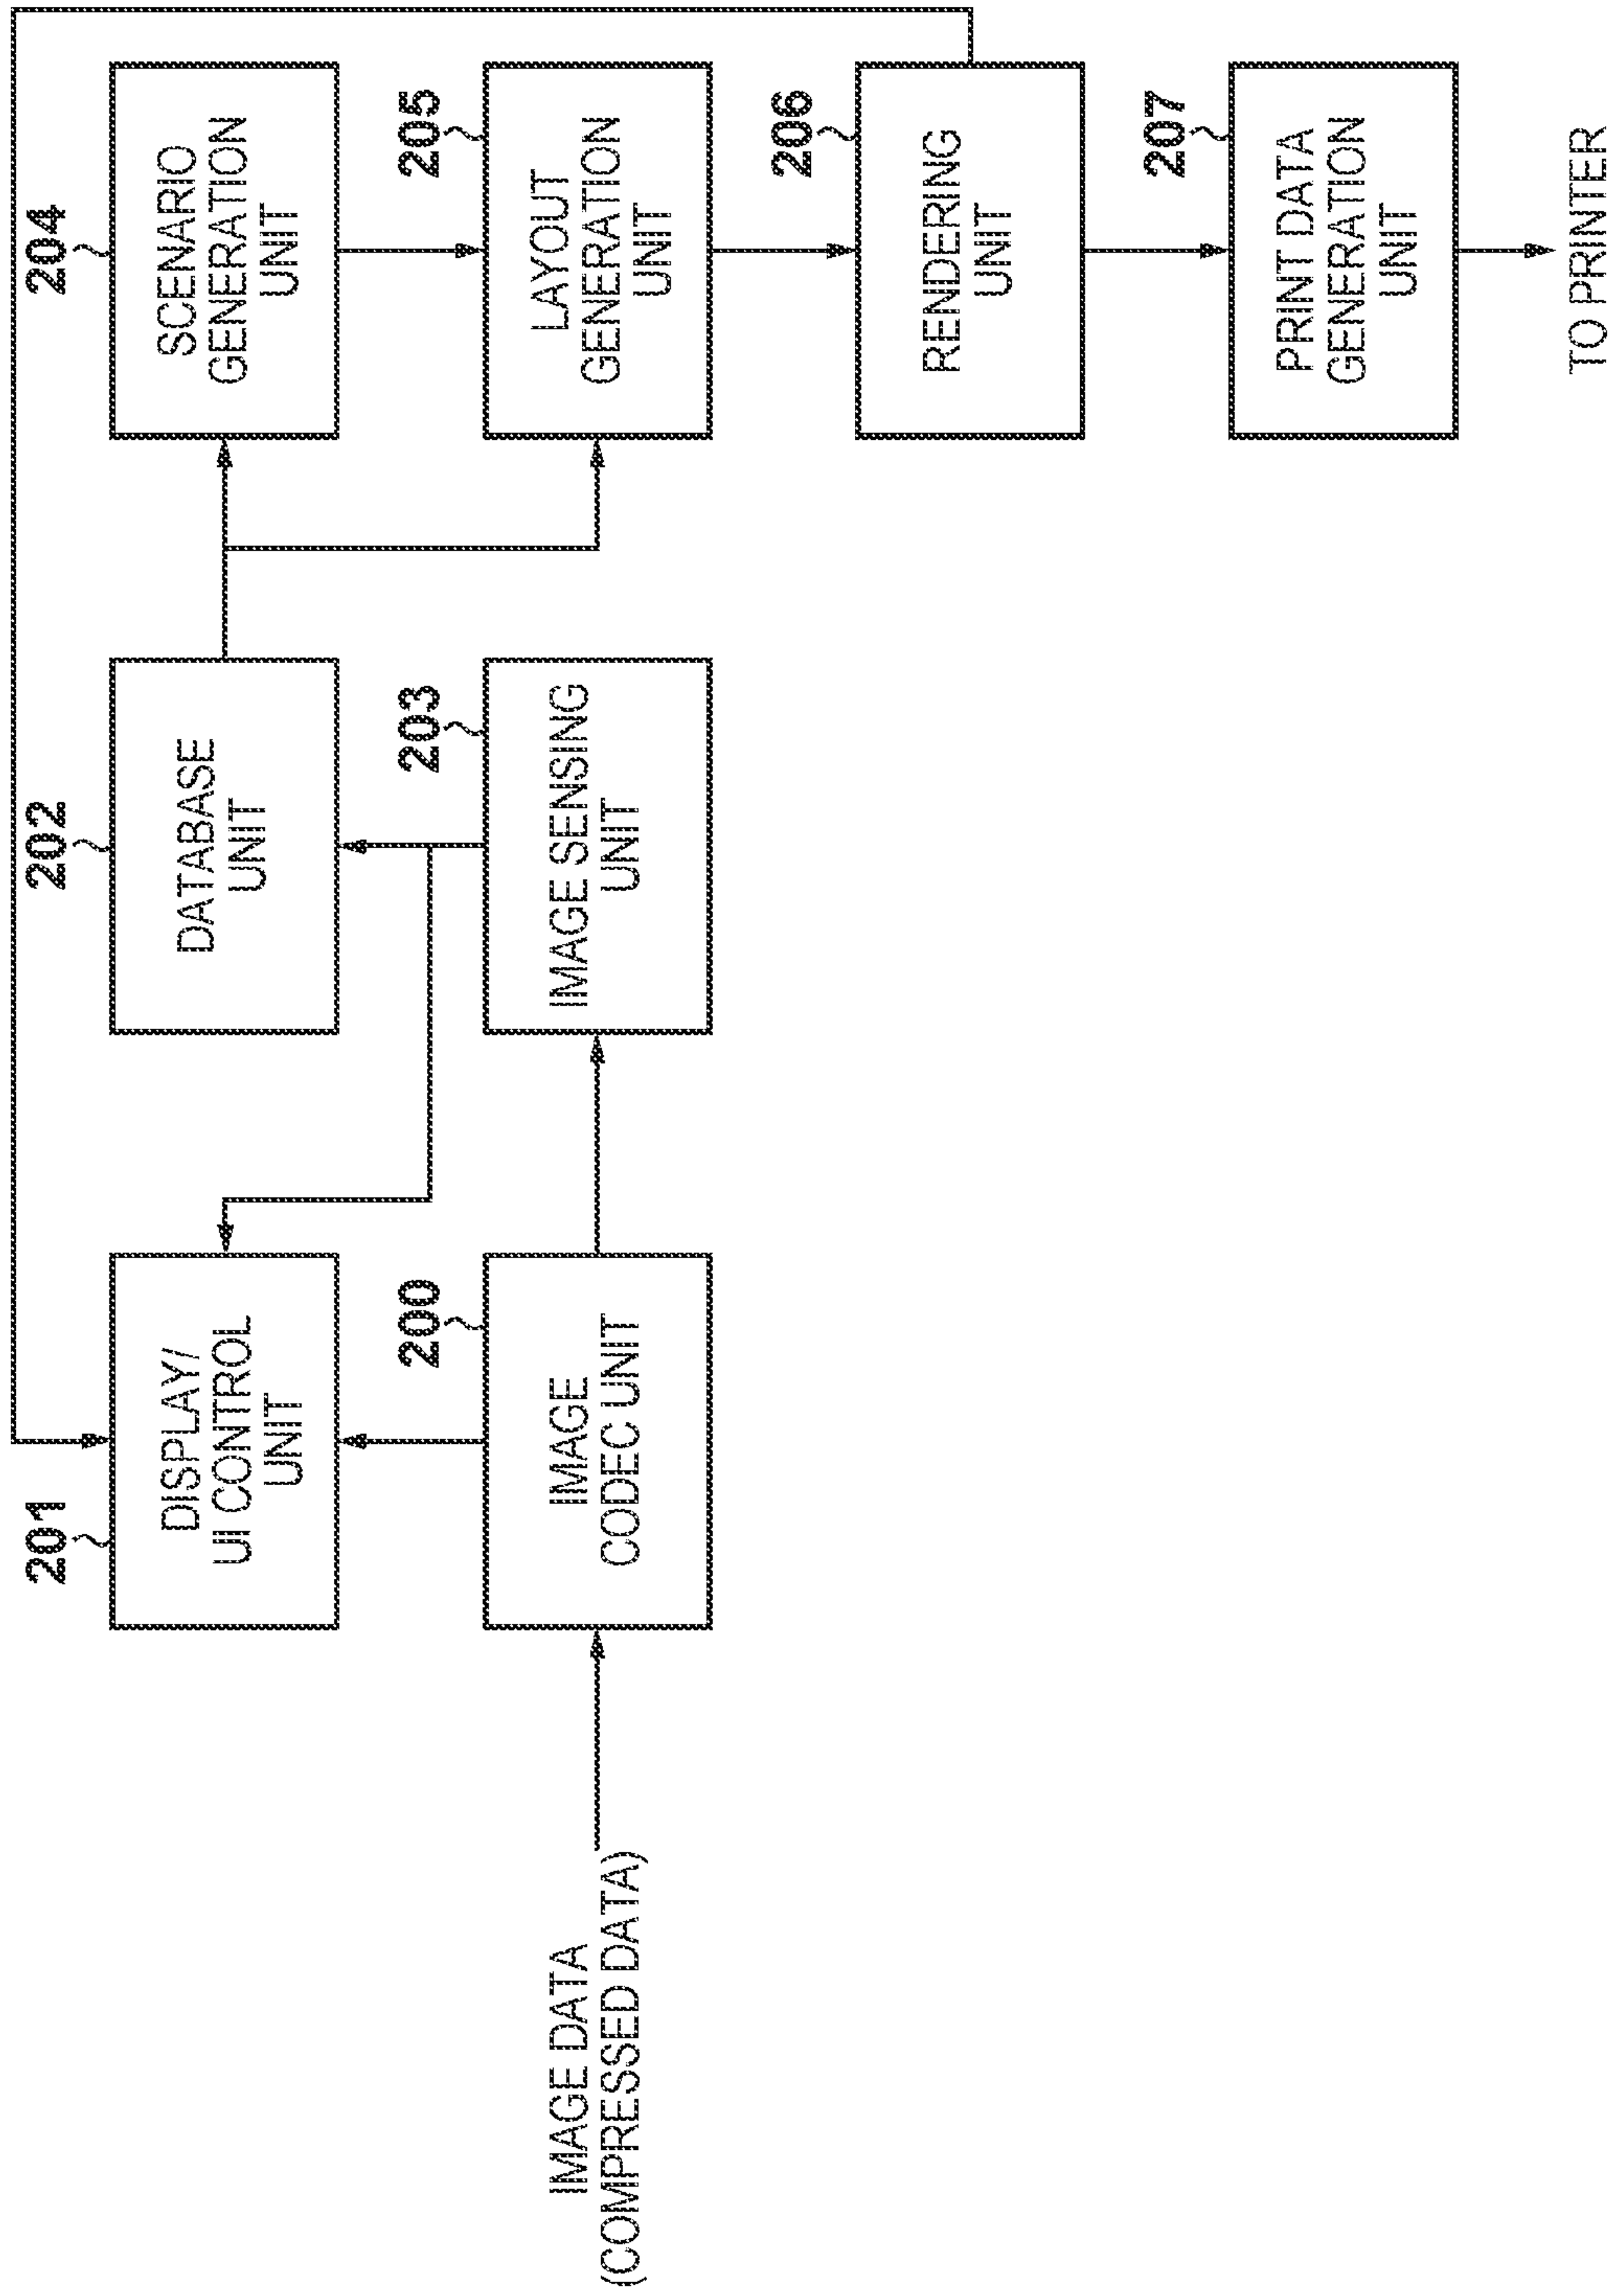 201
DISPLAY/
UI CONTROL
UNIT
202
DATABASE
UNIT
204
SCENARIO
GENERATION
UNIT
200
IMAGE
CODEC UNIT
203
IMAGE SENSING
UNIT
205
LAYOUT
GENERATION
UNIT
IMAGE DATA
(COMPRESSED DATA)
206
RENDERING
UNIT
207
PRINT DATA
GENERATION
UNIT
TO PRINTER